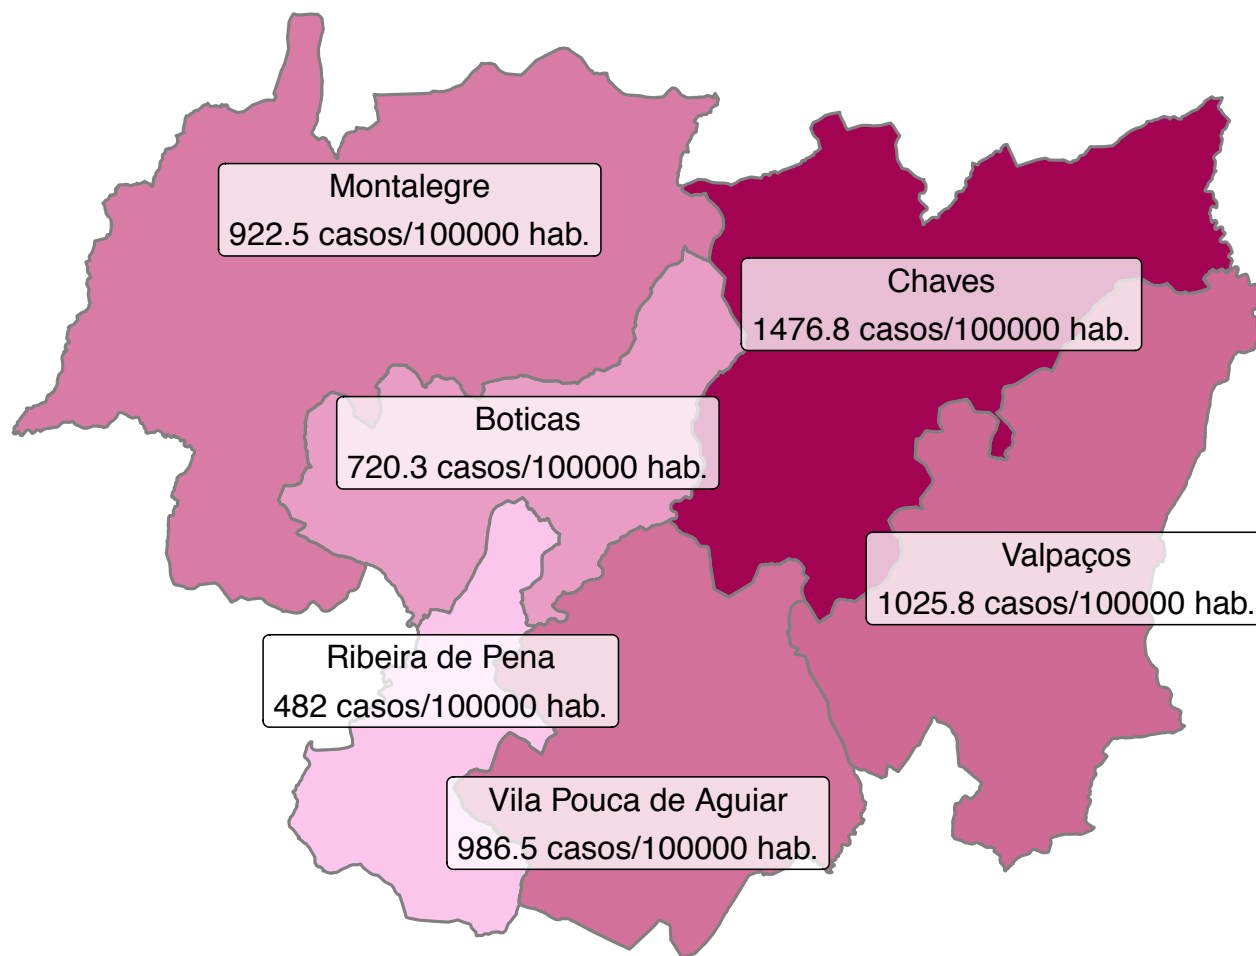 Montalegre
922.5 casos/100000 hab.
Chaves
1476.8 casos/100000 hab.
Boticas
720.3 casos/100000 hab.
Valpaços
1025.8 casos/100000 hab.
Ribeira de Pena
482 casos/100000 hab.
Vila Pouca de Aguiar
986.5 casos/100000 hab.